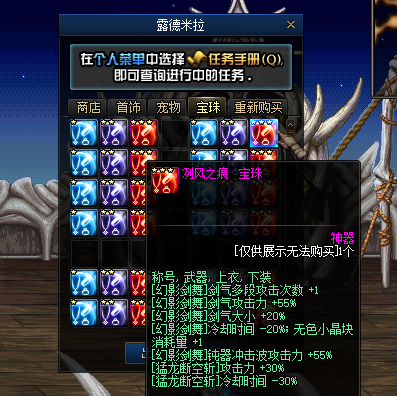 露德米拉
在个人菜单中选择 任务手册(Q),
即可查询进行中的任务.
商店 首饰 宠物 宝珠 重新购买
冽风之痕 - 宝珠
神器
[仅供展示无法购买]1个
称号, 武器, 上衣, 下装
[幻影剑舞]剑气多段攻击次数 +1
[幻影剑舞]剑气攻击力 +55%
[幻影剑舞]剑气大小 +20%
[幻影剑舞]冷却时间 -20%; 无色小晶块
消耗量 +1
[幻影剑舞]钝器冲击波攻击力 +55%
[猛龙断空斩]攻击力 +30%
[猛龙断空斩]冷却时间 -30%